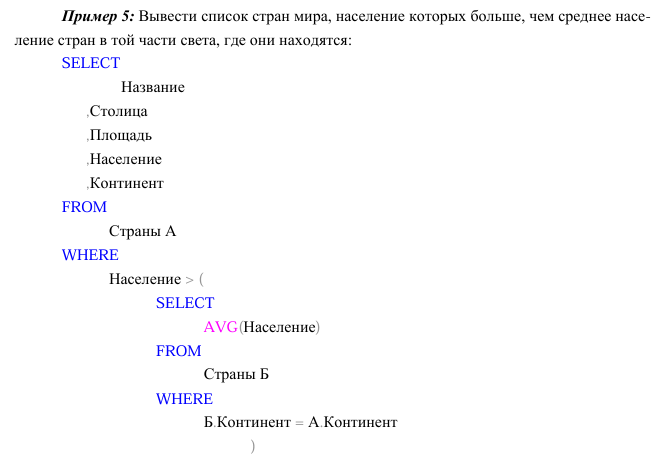 Пример 5: Вывести список стран мира, население которых больше, чем среднее насе-
ление стран в той части света, где они находятся:
SELECT
Название
,Столица
,Площадь
,Население
,Континент
FROM
Страны А
WHERE
Население > (
SELECT
AVG(Население)
FROM
Страны Б
WHERE
Б.Континент = А.Континент
)